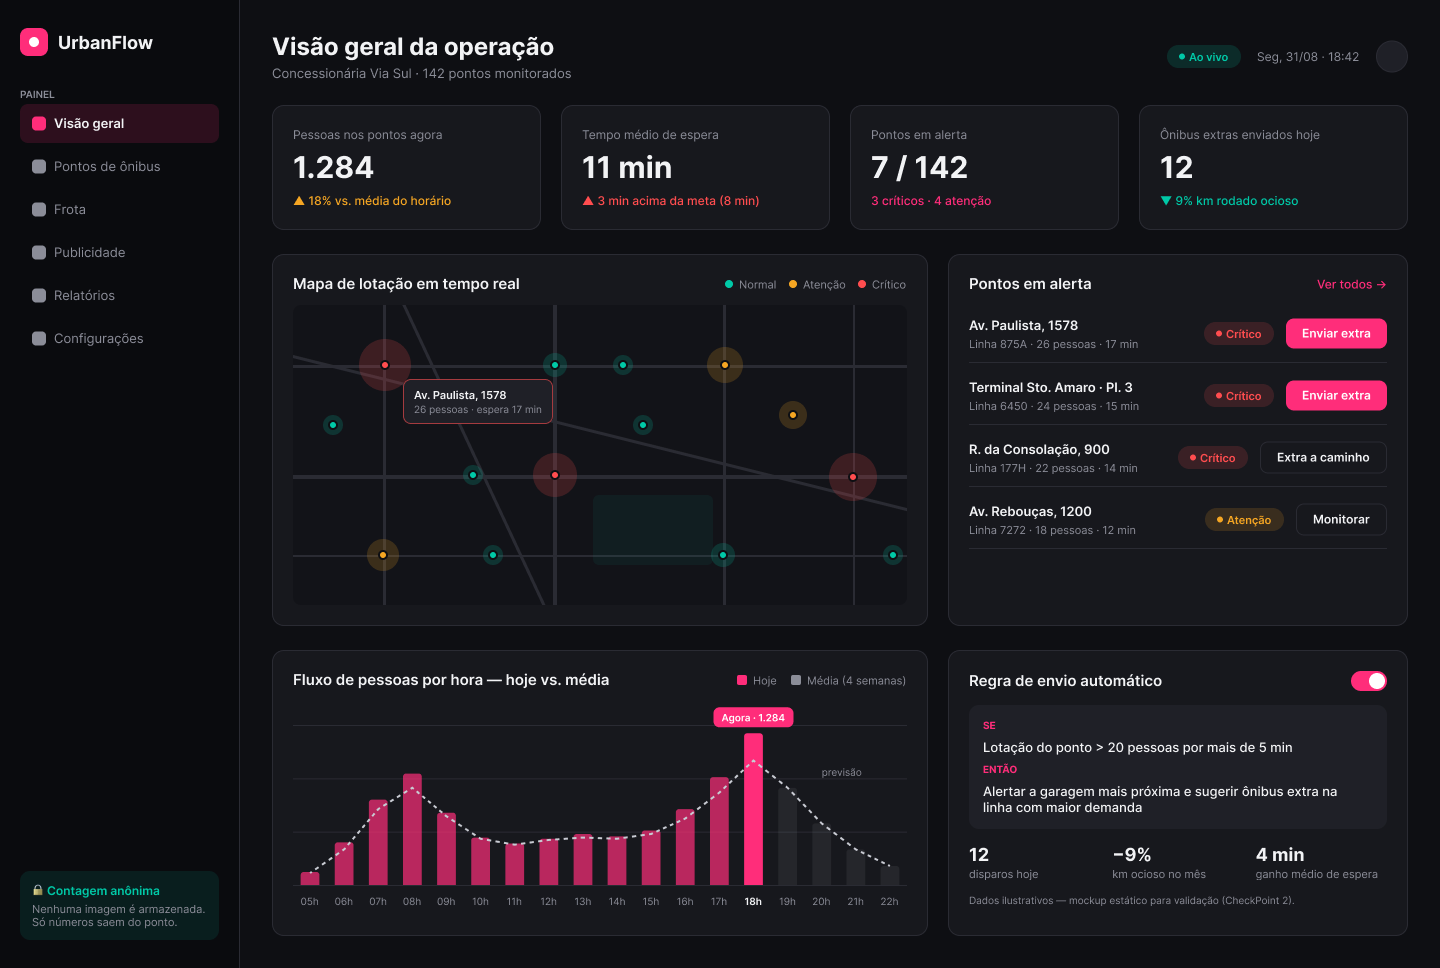 UrbanFlow
PAINEL
Visão geral
Pontos de ônibus
Frota
Publicidade
Relatórios
Configurações
Contagem anônima
Nenhuma imagem é armazenada.
Só números saem do ponto.
Visão geral da operação
Concessionária Via Sul · 142 pontos monitorados
Ao vivo
Seg, 31/08 · 18:42
Pessoas nos pontos agora
1.284
▲ 18% vs. média do horário
Tempo médio de espera
11 min
▲ 3 min acima da meta (8 min)
Pontos em alerta
7 / 142
3 críticos · 4 atenção
Ônibus extras enviados hoje
12
▼ 9% km rodado ocioso
Mapa de lotação em tempo real
Normal
Atenção
Crítico
Av. Paulista, 1578
26 pessoas · espera 17 min
Pontos em alerta
Ver todos →
Av. Paulista, 1578
Linha 875A · 26 pessoas · 17 min
Crítico
Enviar extra
Terminal Sto. Amaro · Pl. 3
Linha 6450 · 24 pessoas · 15 min
Crítico
Enviar extra
R. da Consolação, 900
Linha 177H · 22 pessoas · 14 min
Crítico
Extra a caminho
Av. Rebouças, 1200
Linha 7272 · 18 pessoas · 12 min
Atenção
Monitorar
Fluxo de pessoas por hora — hoje vs. média
Hoje
Média (4 semanas)
Agora · 1.284
previsão
05h 06h 07h 08h 09h 10h 11h 12h 13h 14h 15h 16h 17h 18h 19h 20h 21h 22h
Regra de envio automático
SE
Lotação do ponto > 20 pessoas por mais de 5 min
ENTÃO
Alertar a garagem mais próxima e sugerir ônibus extra na
linha com maior demanda
12
disparos hoje
−9%
km ocioso no mês
4 min
ganho médio de espera
Dados ilustrativos — mockup estático para validação (CheckPoint 2).